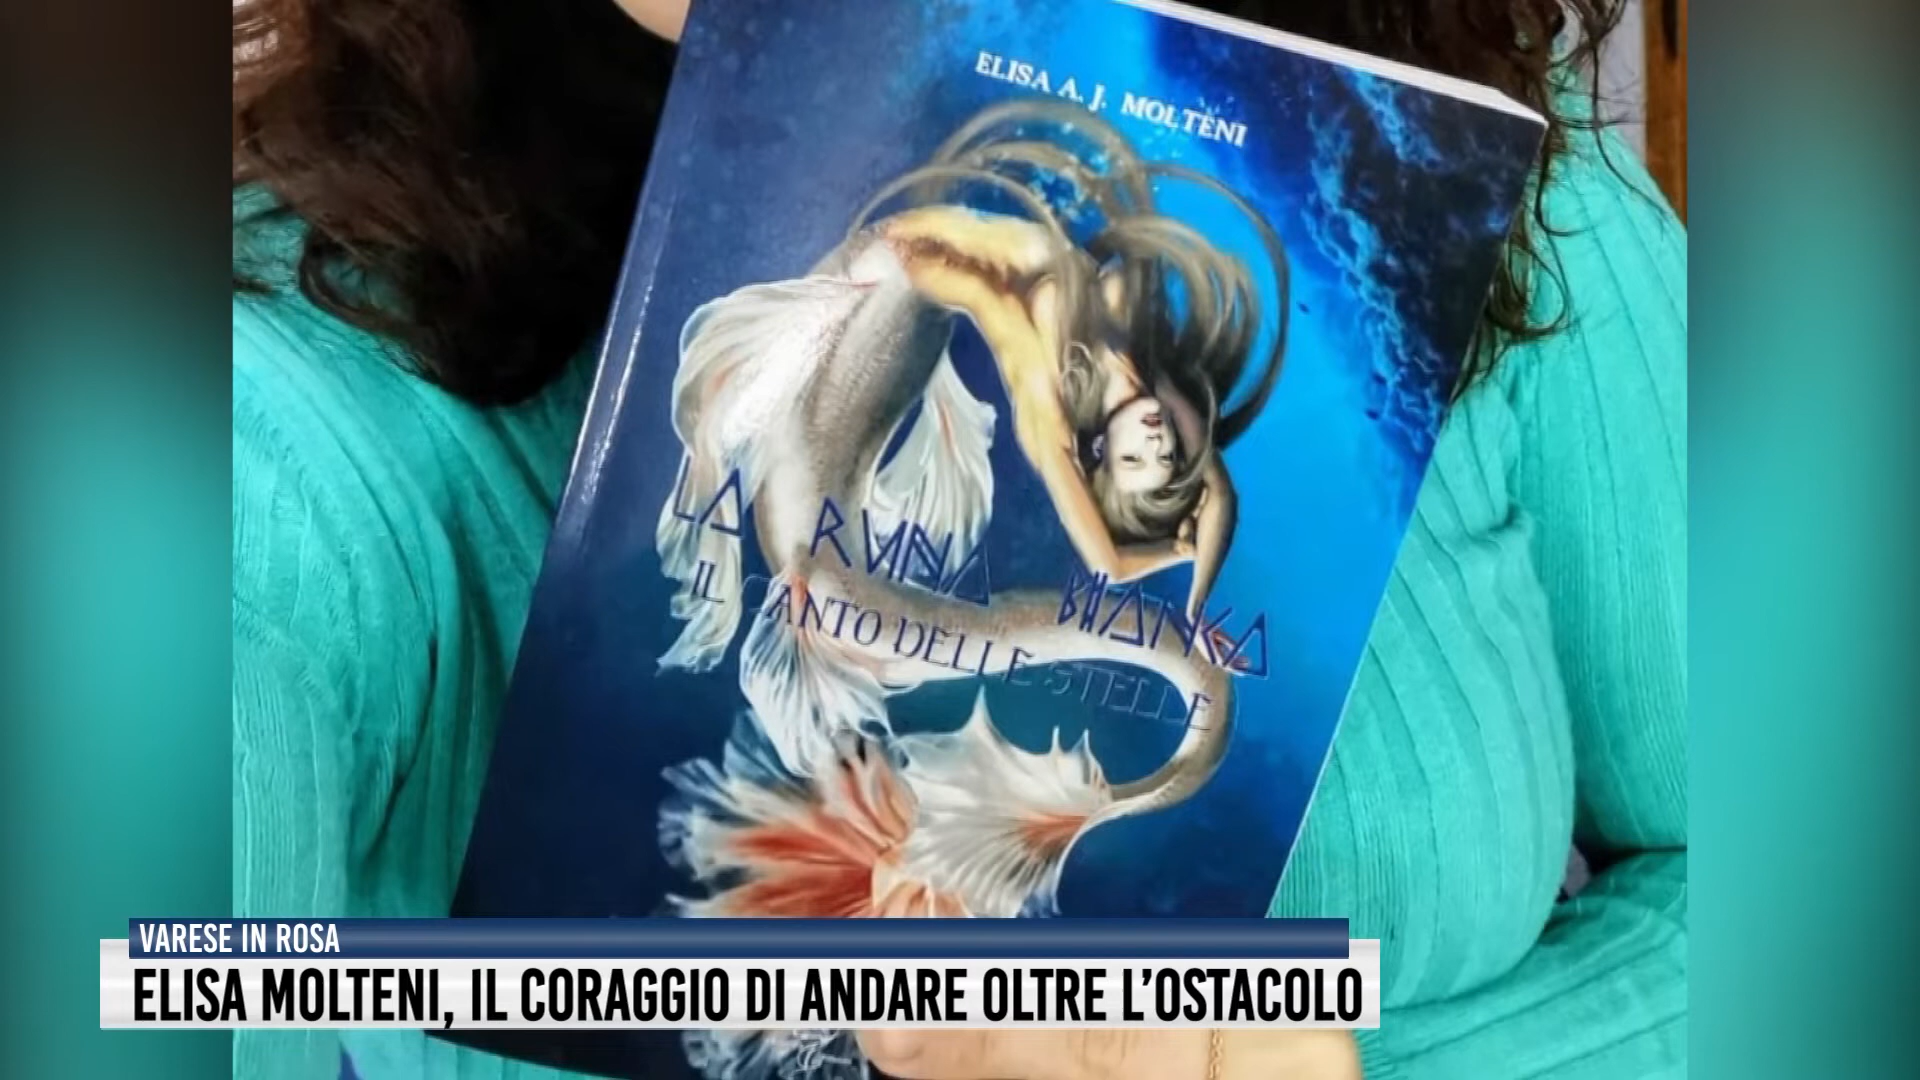 ELISA A. J. MOLTENI
LA RUNA BIANCA
IL CANTO DELLE STELLE
VARESE IN ROSA
ELISA MOLTENI, IL CORAGGIO DI ANDARE OLTRE L'OSTACOLO